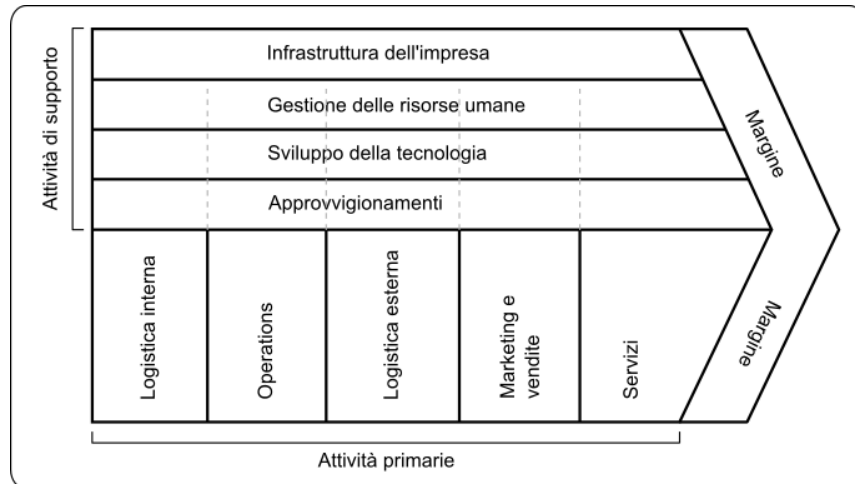 Attività di supporto
Infrastruttura dell'impresa
Gestione delle risorse umane
Sviluppo della tecnologia
Approvvigionamenti
Margine
Logistica interna
Operations
Logistica esterna
Marketing e
vendite
Servizi
Margine
Attività primarie